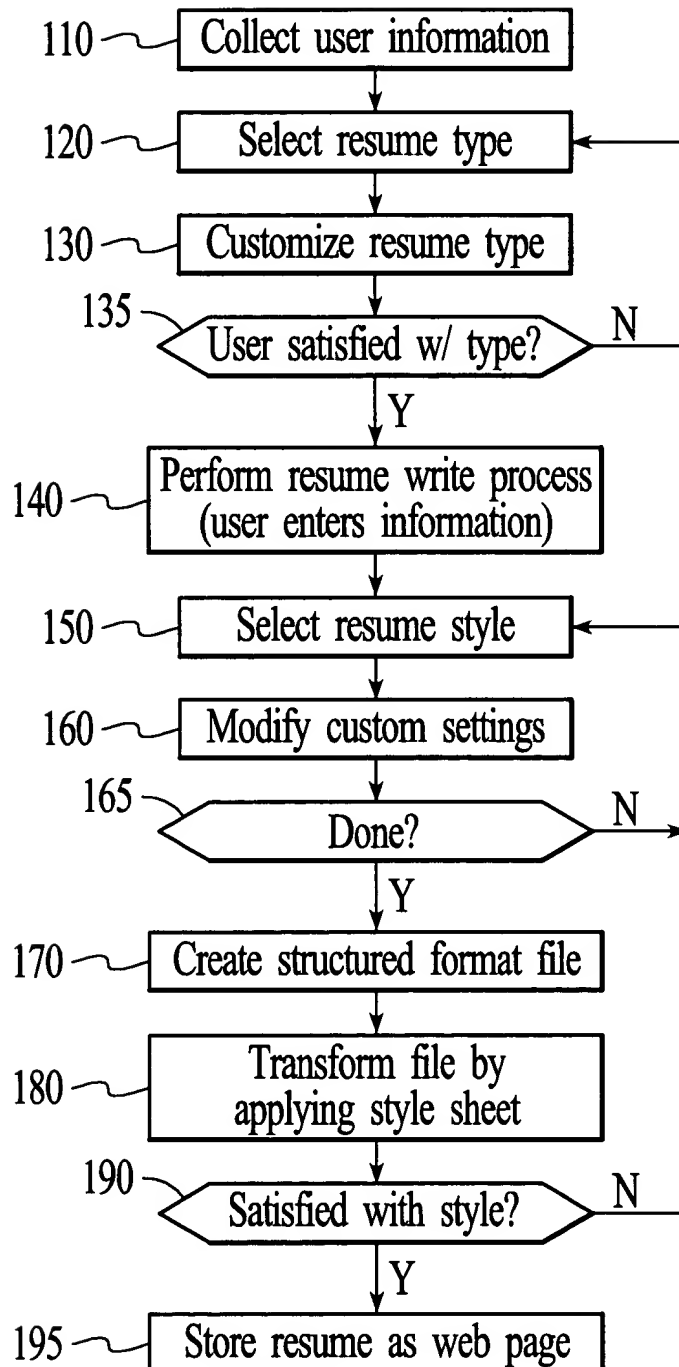 110
Collect user information
120
Select resume type
130
Customize resume type
135
User satisfied w/ type?
N
Y
140
Perform resume write process
(user enters information)
150
Select resume style
160
Modify custom settings
165
Done?
N
Y
170
Create structured format file
180
Transform file by
applying style sheet
190
Satisfied with style?
N
Y
195
Store resume as web page